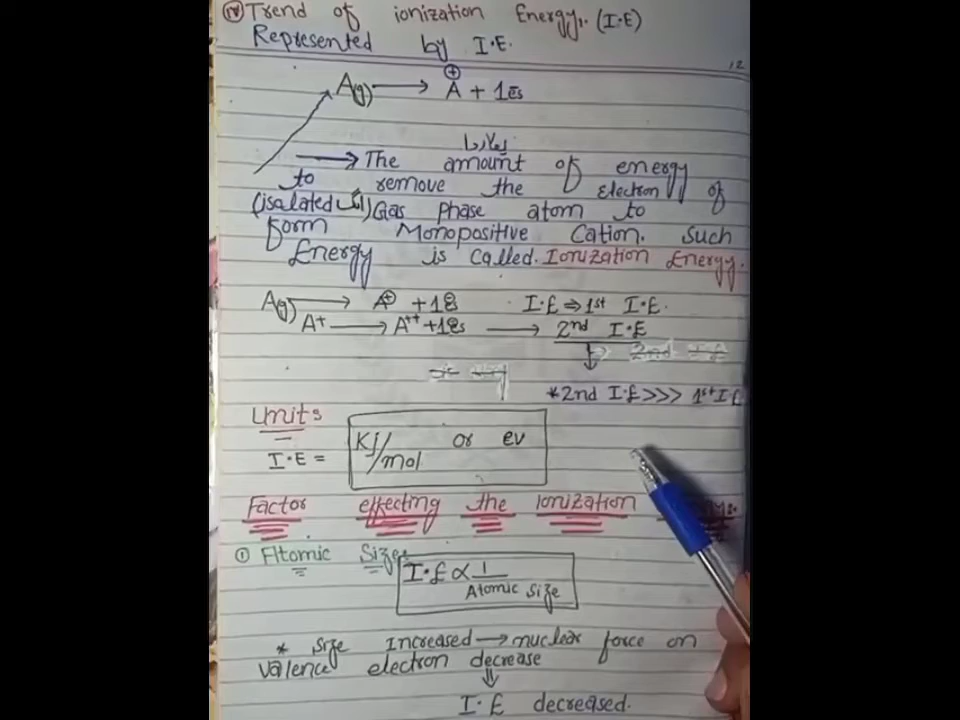 iv Trend of ionization Energy. (I.E)
Represented by I.E.
12
A(g) → A⊕ + 1e̅s
→ The amount of energy
to remove the Electron of
(isalated الگ) Gas phase atom to
form Monopositive Cation. Such
Energy is called. Ionization Energy.
A(g) → A⊕ + 1e̅ I.E ⇒ 1st I.E.
A+ → A++ + 1e̅s → 2nd I.E
*2nd I.E >>> 1st I.E
Units
I.E = Kj/mol or ev
Factor effecting the Ionization
① Atomic Size
I.E ∝ 1/Atomic Size
* Size Increased → nuclear force on
valence electron decrease
⇓
I.E decreased.